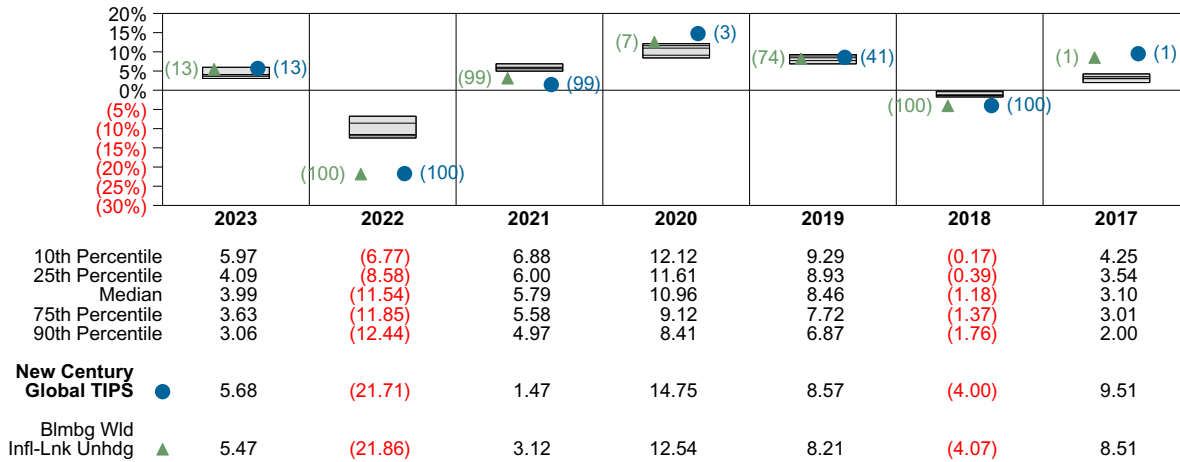 20%
15%
10%
5%
0%
(5%)
(10%)
(15%)
(20%)
(25%)
(30%)
(13) (13)
(100) (100)
(99) (99)
(7) (3)
(74) (41)
(100) (100)
(1) (1)
2023 2022 2021 2020 2019 2018 2017
10th Percentile 5.97 (6.77) 6.88 12.12 9.29 (0.17) 4.25
25th Percentile 4.09 (8.58) 6.00 11.61 8.93 (0.39) 3.54
Median 3.99 (11.54) 5.79 10.96 8.46 (1.18) 3.10
75th Percentile 3.63 (11.85) 5.58 9.12 7.72 (1.37) 3.01
90th Percentile 3.06 (12.44) 4.97 8.41 6.87 (1.76) 2.00
New Century
Global TIPS 5.68 (21.71) 1.47 14.75 8.57 (4.00) 9.51
Blmbg Wld
Infl-Lnk Unhdg 5.47 (21.86) 3.12 12.54 8.21 (4.07) 8.51